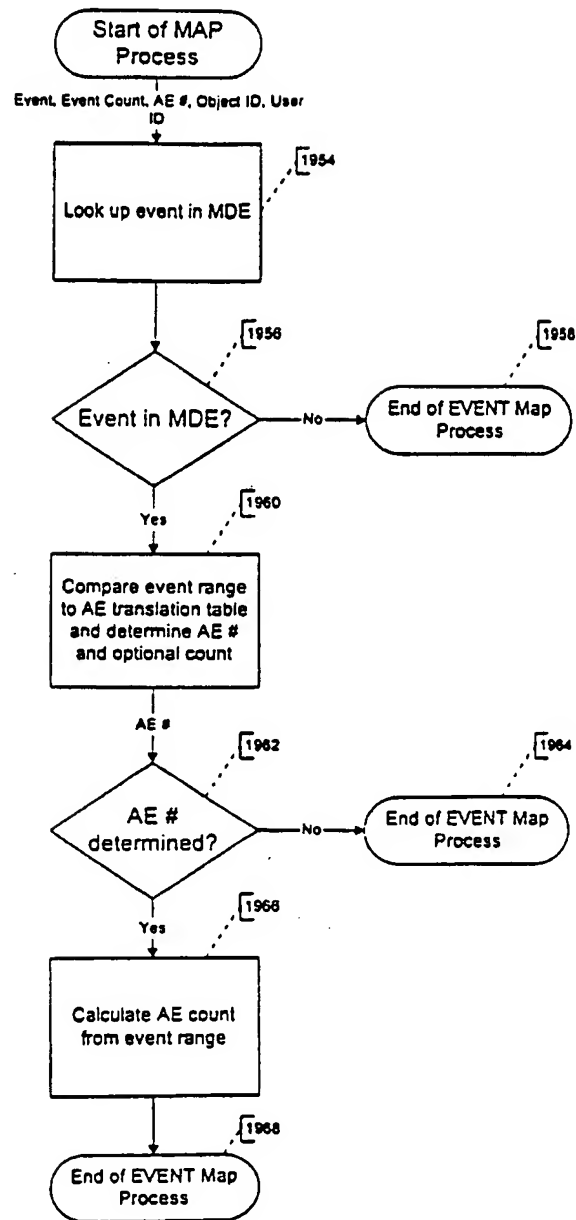 Start of MAP
Process
Event, Event Count, AE #, Object ID, User
ID
1954
Look up event in MDE
1956
1958
Event in MDE?
No
End of EVENT Map
Process
Yes
1960
Compare event range
to AE translation table
and determine AE #
and optional count
AE #
1962
1964
AE #
determined?
No
End of EVENT Map
Process
Yes
1966
Calculate AE count
from event range
1968
End of EVENT Map
Process